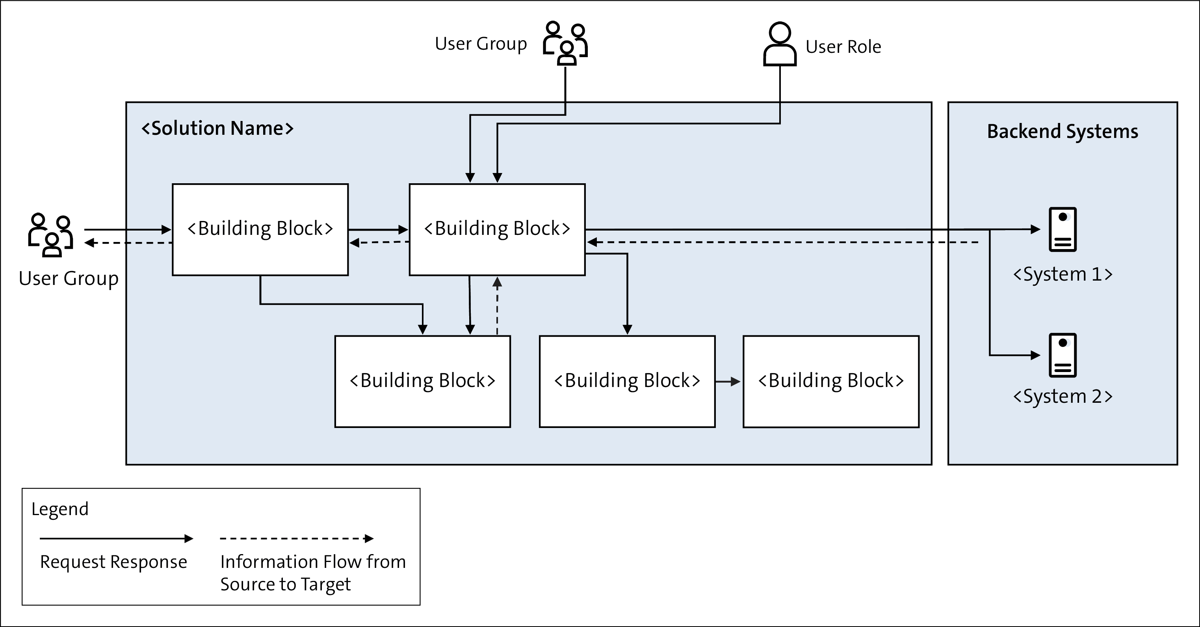 User Group
User Role
<Solution Name>
Backend Systems
<Building Block>
<Building Block>
User Group
<System 1>
<Building Block>
<Building Block>
<Building Block>
<System 2>
Legend
Request Response
Information Flow from
Source to Target